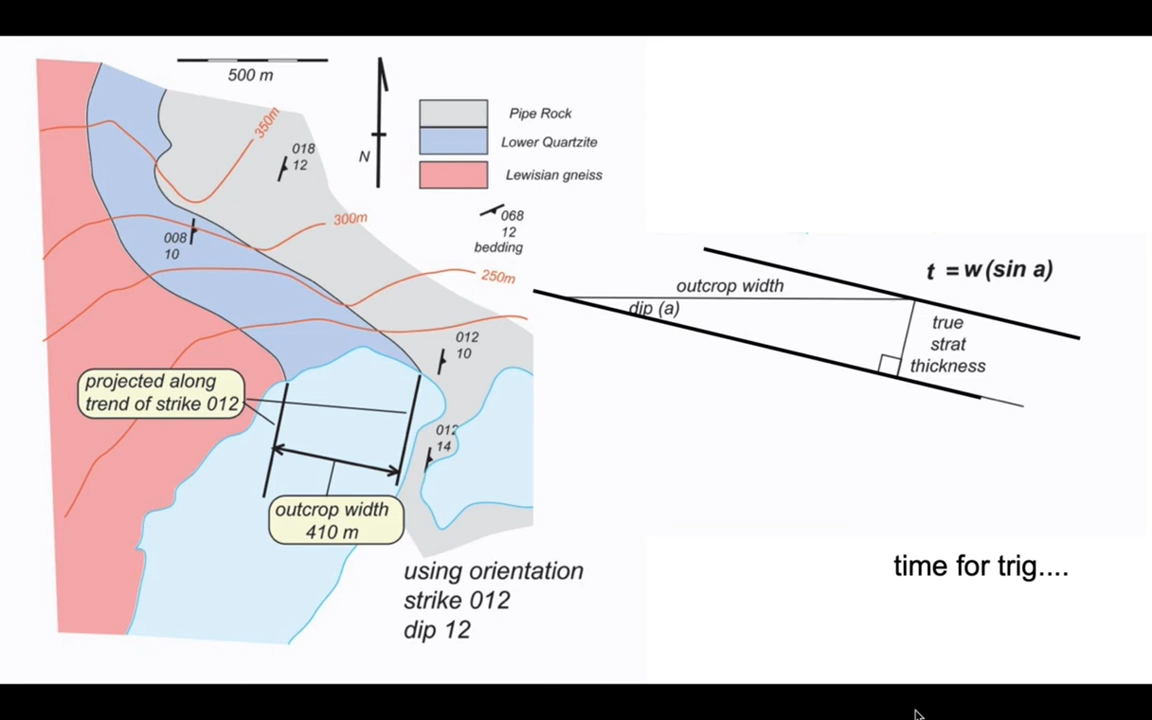 500 m
350m
018
12
N
Pipe Rock
Lower Quartzite
Lewisian gneiss
300m
068
12
bedding
008
10
250m
012
10
projected along
trend of strike 012
012
14
outcrop width
410 m
using orientation
strike 012
dip 12
t = w (sin a)
outcrop width
dip (a)
true
strat
thickness
time for trig....